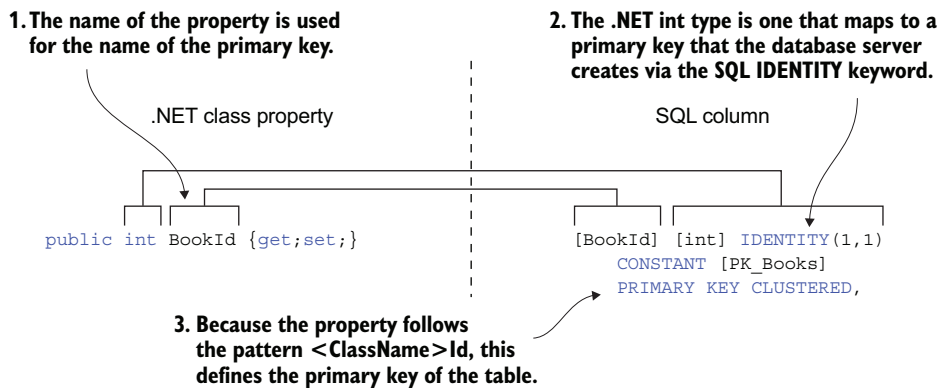 1. The name of the property is used
for the name of the primary key.
2. The .NET int type is one that maps to a
primary key that the database server
creates via the SQL IDENTITY keyword.
.NET class property
SQL column
public int BookId {get;set;}
[BookId] [int] IDENTITY(1,1)
CONSTANT [PK_Books]
PRIMARY KEY CLUSTERED,
3. Because the property follows
the pattern <ClassName>Id, this
defines the primary key of the table.